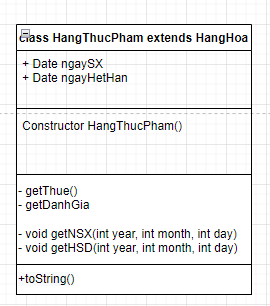 class HangThucPham extends HangHoa
+ Date ngaySX
+ Date ngayHetHan
Constructor HangThucPham()
- getThue()
- getDanhGia
- void getNSX(int year, int month, int day)
- void getHSD(int year, int month, int day)
+toString()